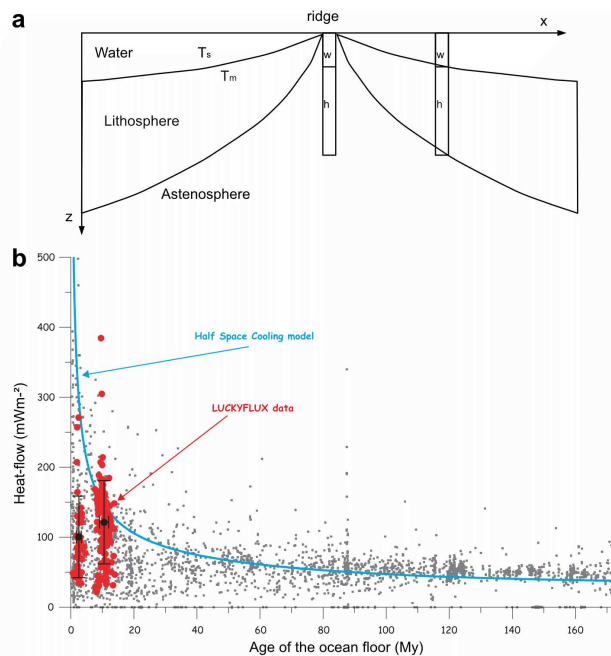 a
ridge
x
Water
Ts
w
w
Tm
h
h
Lithosphere
Astenosphere
z
b
500
400
300
200
100
0
Heat-flow (mWm-²)
Half Space Cooling model
LUCKYFLUX data
0 20 40 60 80 100 120 140 160
Age of the ocean floor (My)